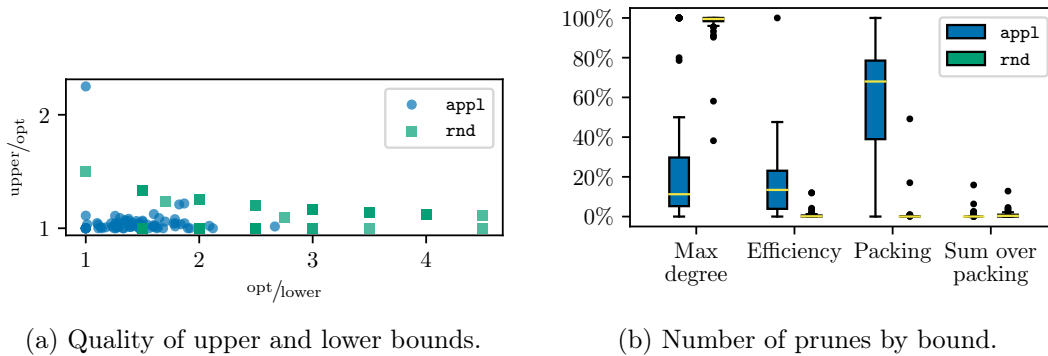 upper/opt
2
1
appl
rnd
1
2
3
4
opt/lower
(a) Quality of upper and lower bounds.
100%
80%
60%
40%
20%
0%
appl
rnd
Max degree
Efficiency
Packing
Sum over packing
(b) Number of prunes by bound.